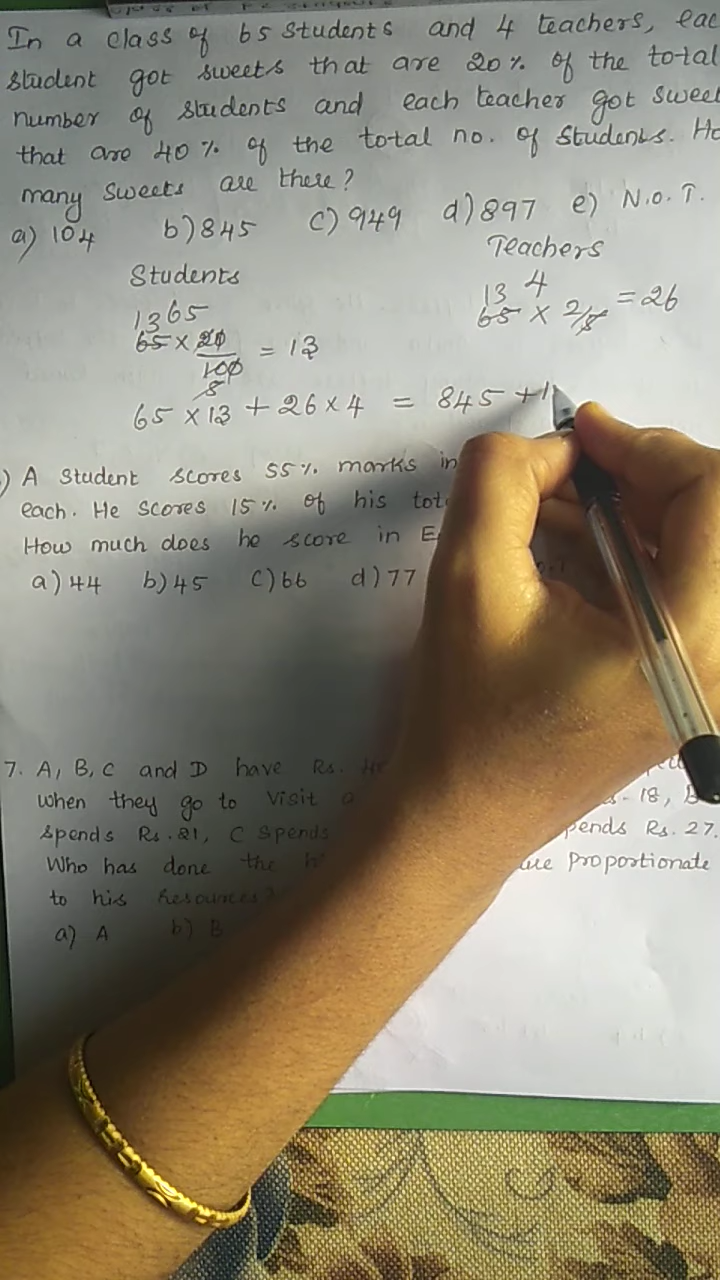 In a class of 65 students and 4 teachers, eac
student got sweets that are 20% of the total
number of students and each teacher got sweet
that are 40% of the total no. of students. Ho
many sweets are there?
a) 104 b) 845 c) 949 d) 897 e) N.O.T.
Students Teachers
13 65 13 4
65 × 20/100 = 13 65 × 2/5 = 26
5
65 × 13 + 26 × 4 = 845 + 1
) A student scores 55% marks in
each. He scores 15% of his tot
How much does he score in E
a) 44 b) 45 c) 66 d) 77
7. A, B, C and D have Rs.
When they go to visit a - 18, B
spends Rs. 21, C spends pends Rs. 27.
Who has done the h ure proportionate
to his resources?
a) A b) B